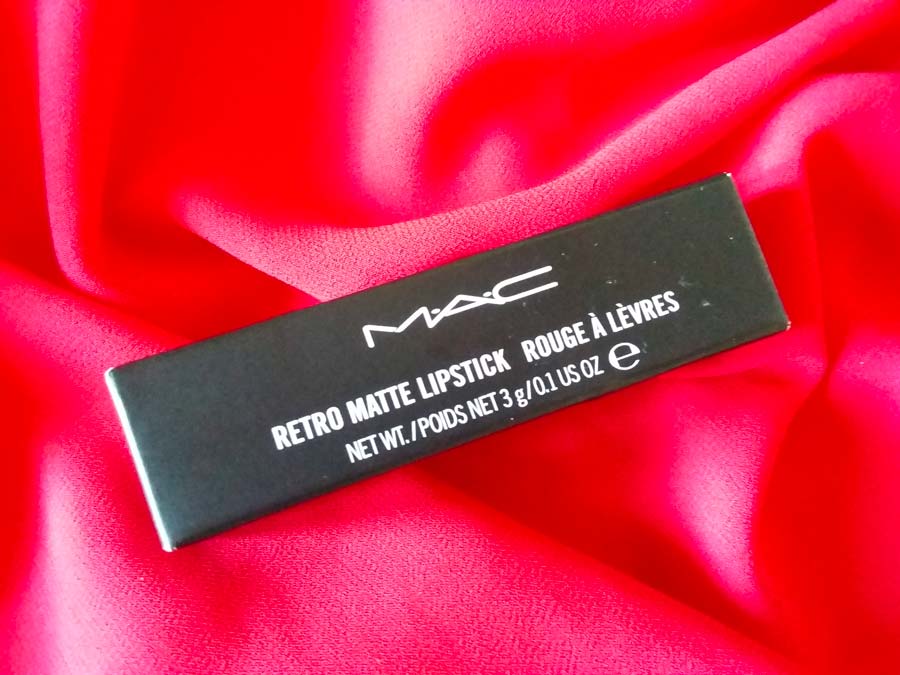 M·A·C
RETRO MATTE LIPSTICK ROUGE À LÈVRES
NET WT./POIDS NET 3 g/0.1 US OZ ℮